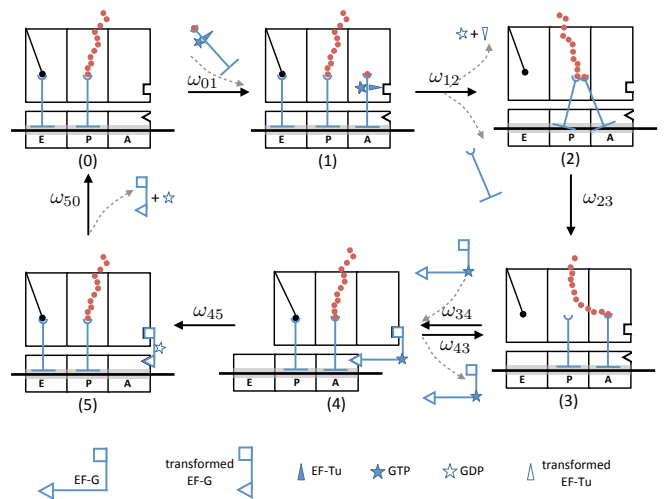 ω01
ω12
+
E P A
E P A
E P A
(0)
(1)
(2)
ω50
+
ω23
ω45
ω34
ω43
E P A
E P A
E P A
(5)
(4)
(3)
EF-G
transformed
EF-G
EF-Tu
GTP
GDP
transformed
EF-Tu